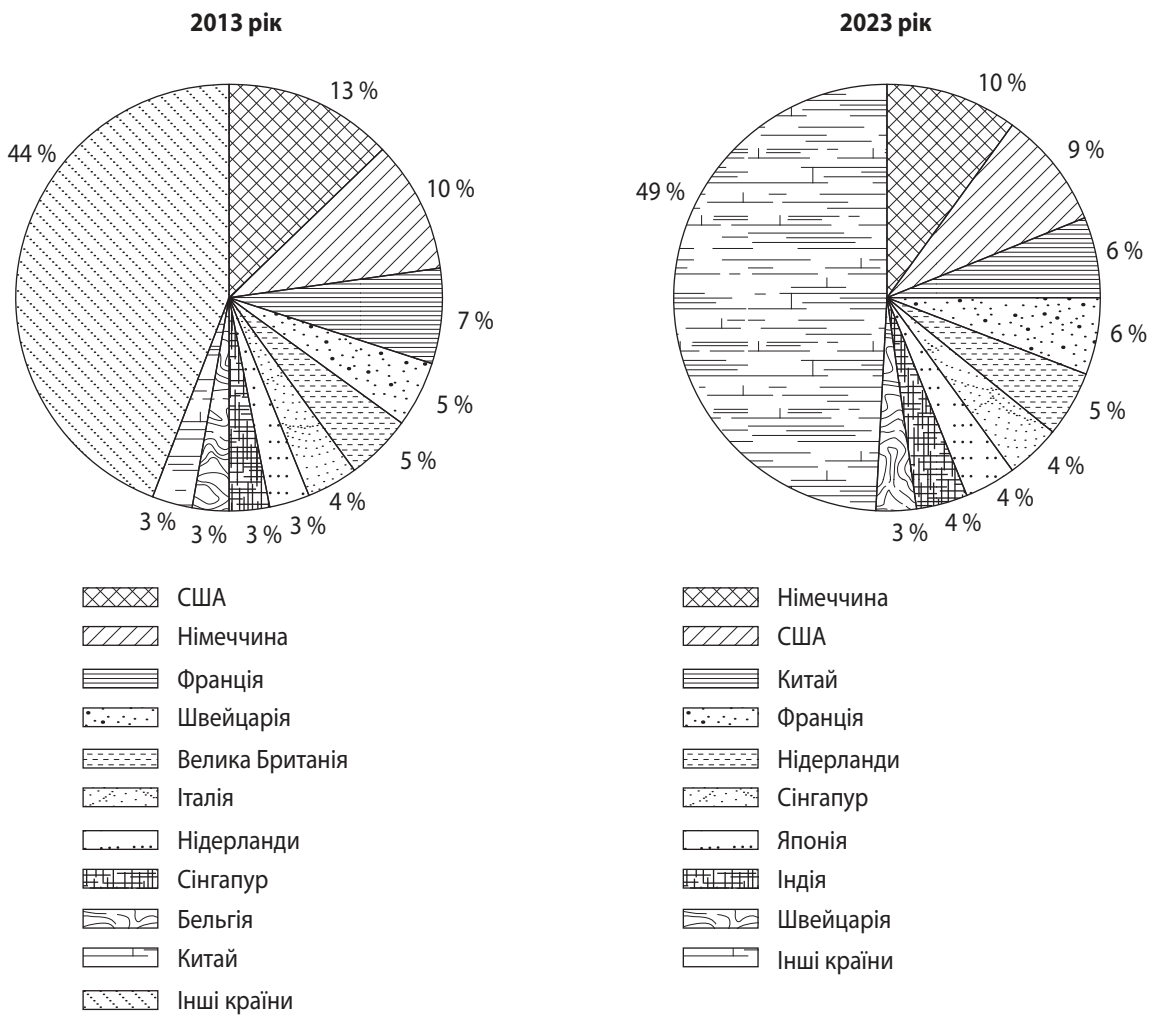 2013 рік
13 %
10 %
7 %
5 %
5 %
4 %
3 %
3 %
3 %
3 %
44 %
США
Німеччина
Франція
Швейцарія
Велика Британія
Італія
Нідерланди
Сінгапур
Бельгія
Китай
Інші країни
2023 рік
10 %
9 %
6 %
6 %
5 %
4 %
4 %
4 %
3 %
49 %
Німеччина
США
Китай
Франція
Нідерланди
Сінгапур
Японія
Індія
Швейцарія
Інші країни